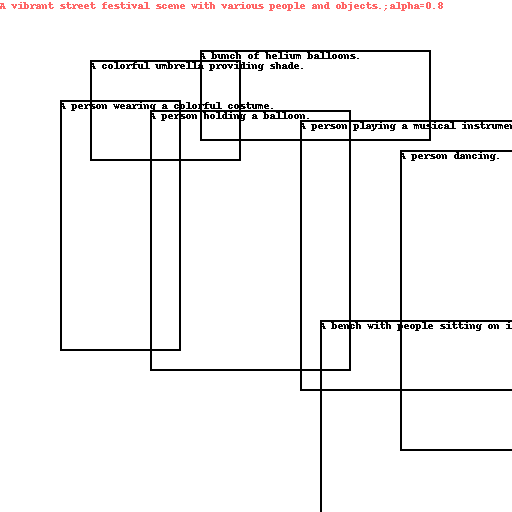 A vibrant street festival scene with various people and objects.;alpha=0.8
A bunch of helium balloons.
A colorful umbrella providing shade.
A person wearing a colorful costume.
A person holding a balloon.
A person playing a musical
A person dancing.
A bench with people sitting on